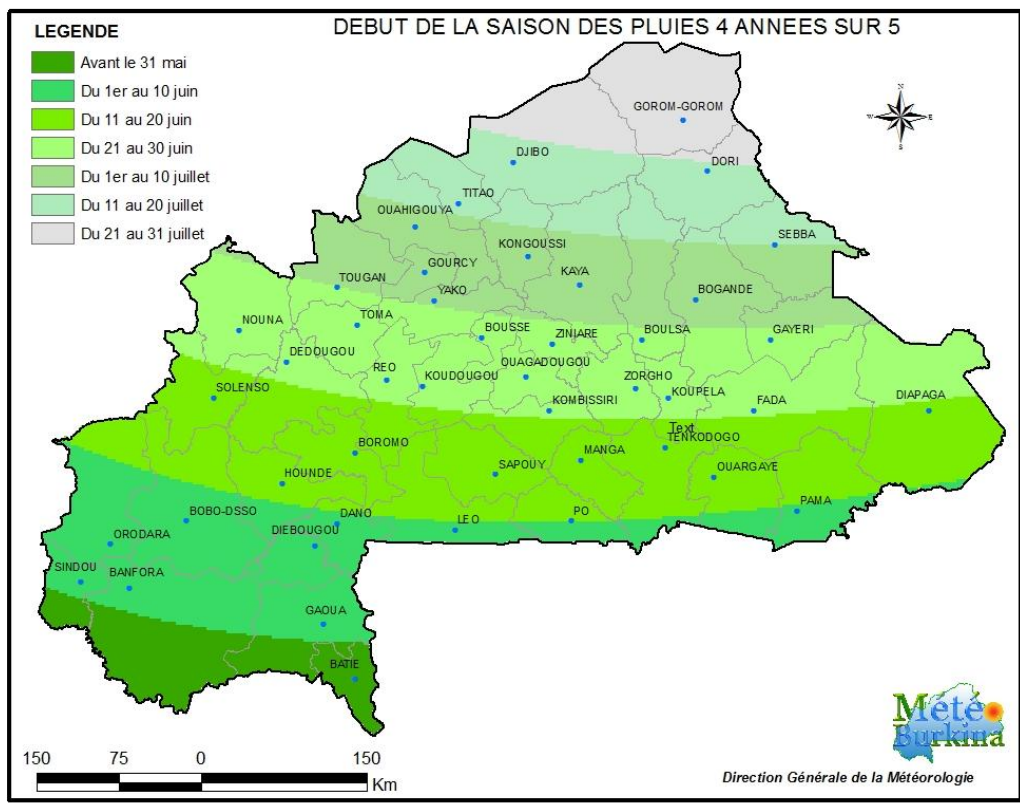 DEBUT DE LA SAISON DES PLUIES 4 ANNEES SUR 5
LEGENDE
Avant le 31 mai
Du 1er au 10 juin
Du 11 au 20 juin
Du 21 au 30 juin
Du 1er au 10 juillet
Du 11 au 20 juillet
Du 21 au 31 juillet
N
W E
S
GOROM-GOROM
DJIBO
DORI
TITAO
OUAHIGOUYA
SEBBA
KONGOUSSI
GOURCY
KAYA
TOUGAN
BOGANDE
YAKO
NOUNA
TOMA
BOUSSE
ZINIARE
BOULSA
GAYERI
DEDOUGOU
OUAGADOUGOU
REO
KOUDOUGOU
ZORGHO
KOUPELA
SOLENSO
KOMBISSIRI
FADA
DIAPAGA
Text
TENKODOGO
BOROMO
MANGA
SAPOUY
OUARGAYE
HOUNDE
PAMA
BOBO-DSSO
DANO
LEO
PO
DIEBOUGOU
ORODARA
SINDOU
BANFORA
GAOUA
BATIE
Météo
Burkina
150 75 0 150
Km
Direction Générale de la Météorologie